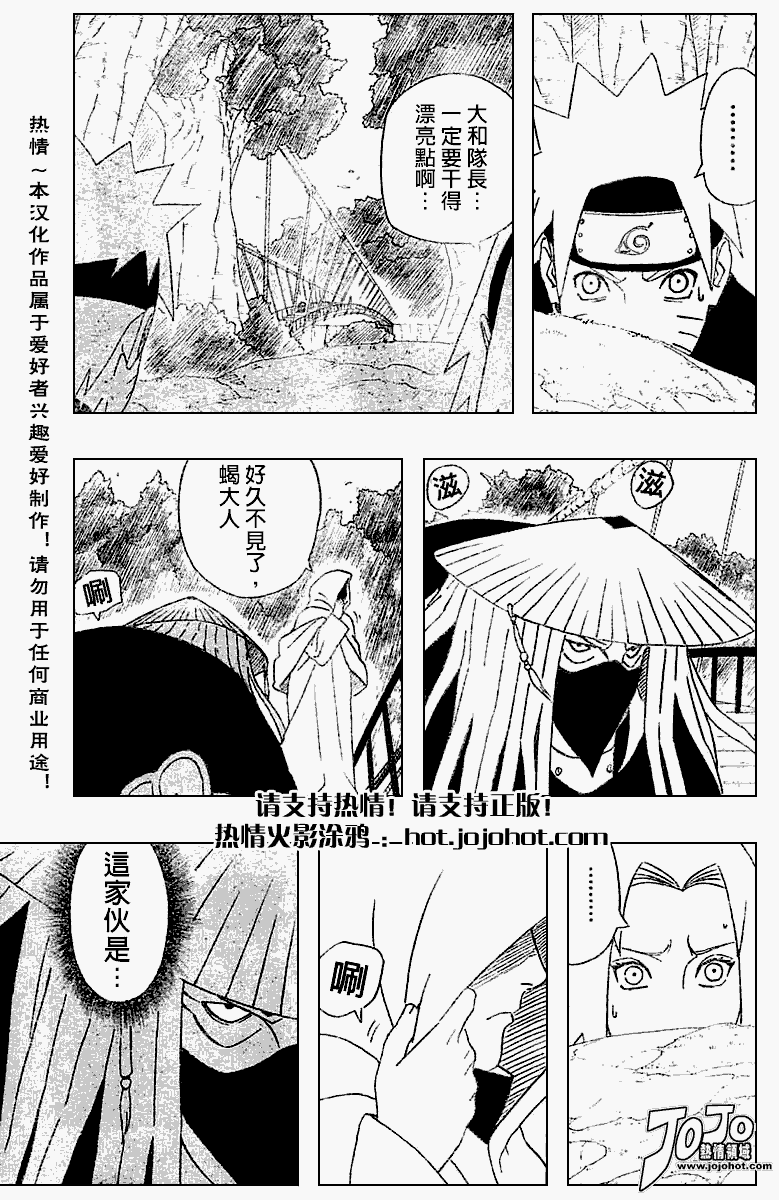 ………
大和隊長…
一定要干得
漂亮點啊…
滋
滋
好久不見了，
蝎大人
唰
………
唰
這家伙是…
热情～本汉化作品属于爱好者兴趣爱好制作！请勿用于任何商业用途！
请支持热情！请支持正版！
热情火影涂鸦:-hot.jojohot.com
JOJO
熱情領域
www.jojohot.com